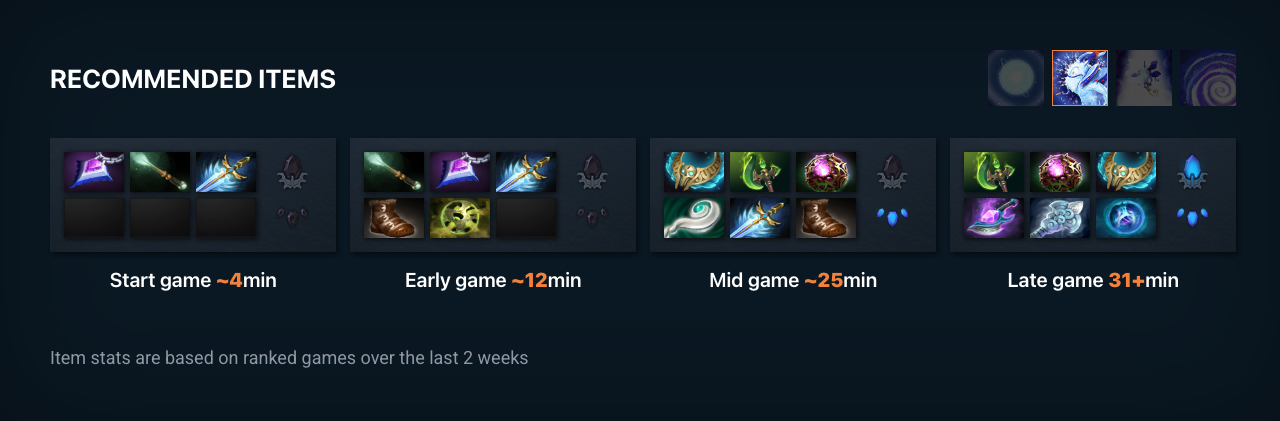 RECOMMENDED ITEMS
Start game ~4min
Early game ~12min
Mid game ~25min
Late game 31+min
Item stats are based on ranked games over the last 2 weeks